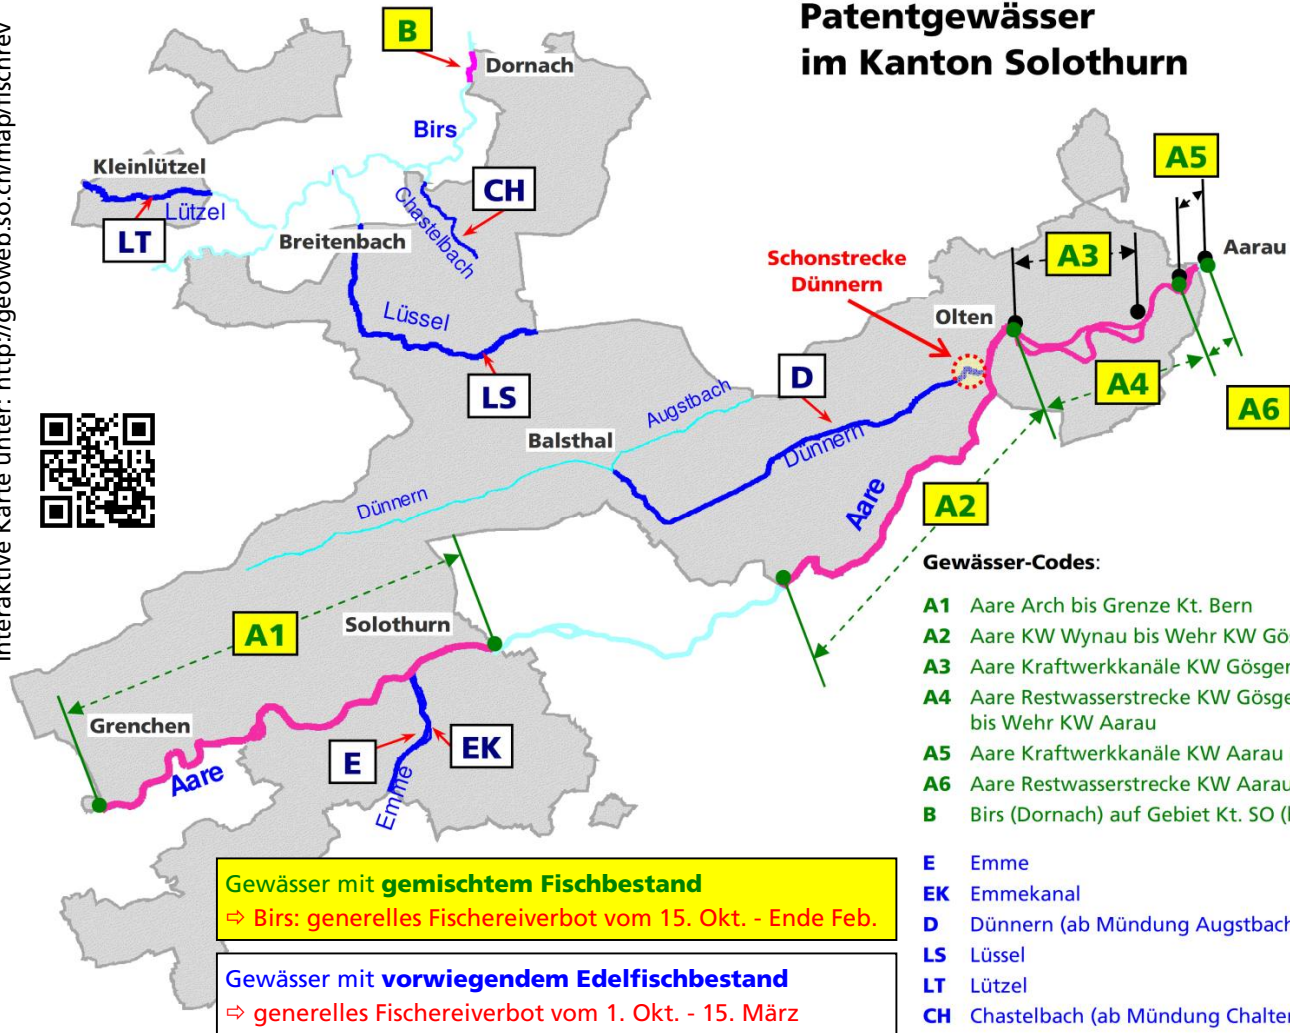 Patentgewässer
im Kanton Solothurn
Interaktive Karte unter: http://geoweb.so.ch/map/fischrev
B
Dornach
Birs
Kleinlützel
Lützel
LT
CH
Chastelbach
Breitenbach
Lüssel
LS
A5
A3
Aarau
Schonstrecke
Dünnern
Olten
D
A4
A6
Augstbach
Balsthal
Dünnern
Dünnern
Aare
A2
A1
Solothurn
Grenchen
Aare
E
EK
Emme
Gewässer-Codes:
A1 Aare Arch bis Grenze Kt. Bern
A2 Aare KW Wynau bis Wehr KW
A3 Aare Kraftwerkkanäle KW
A4 Aare Restwasserstrecke KW
bis Wehr KW Aarau
A5 Aare Kraftwerkkanäle KW Aarau
A6 Aare Restwasserstrecke KW Aarau
B Birs (Dornach) auf Gebiet Kt. SO
E Emme
EK Emmekanal
D Dünnern (ab Mündung Augstbach
LS Lüssel
LT Lützel
CH Chastelbach (ab Mündung
Gewässer mit gemischtem Fischbestand
⇨ Birs: generelles Fischereiverbot vom 15. Okt. - Ende Feb.
Gewässer mit vorwiegendem Edelfischbestand
⇨ generelles Fischereiverbot vom 1. Okt. - 15. März